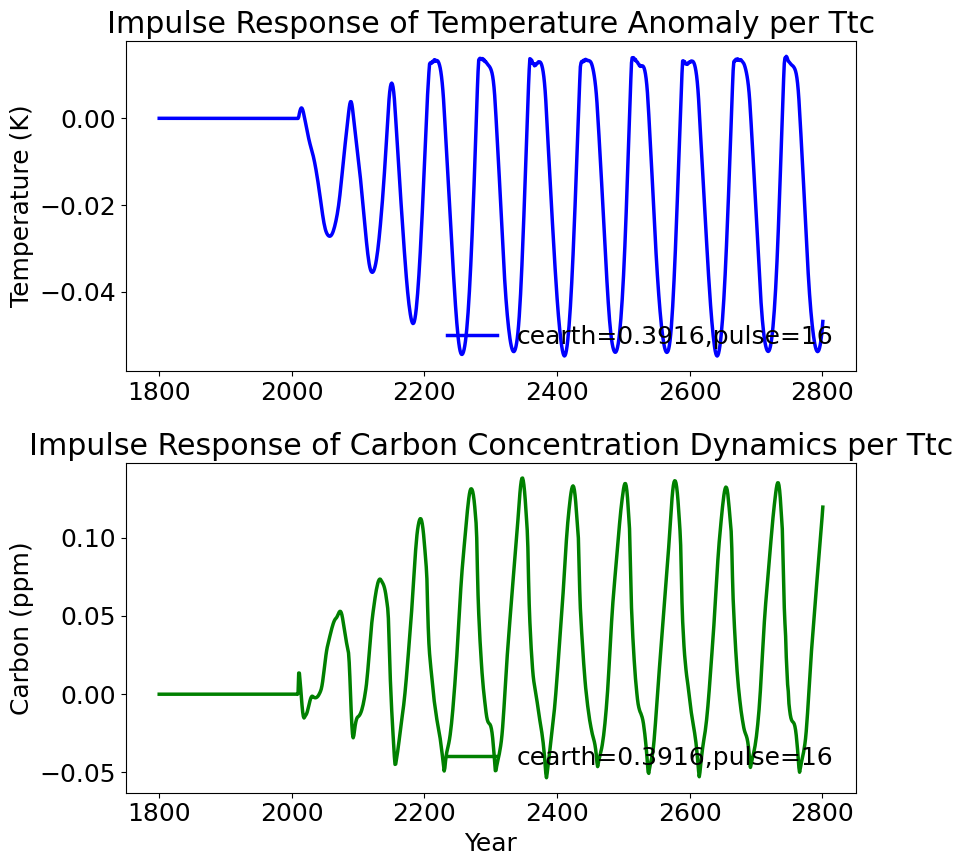 Impulse Response of Temperature Anomaly per Ttc
Temperature (K)
0.00
−0.02
−0.04
cearth=0.3916,pulse=16
1800 2000 2200 2400 2600 2800
Impulse Response of Carbon Concentration Dynamics per Ttc
Carbon (ppm)
0.10
0.05
0.00
−0.05
cearth=0.3916,pulse=16
1800 2000 2200 2400 2600 2800
Year